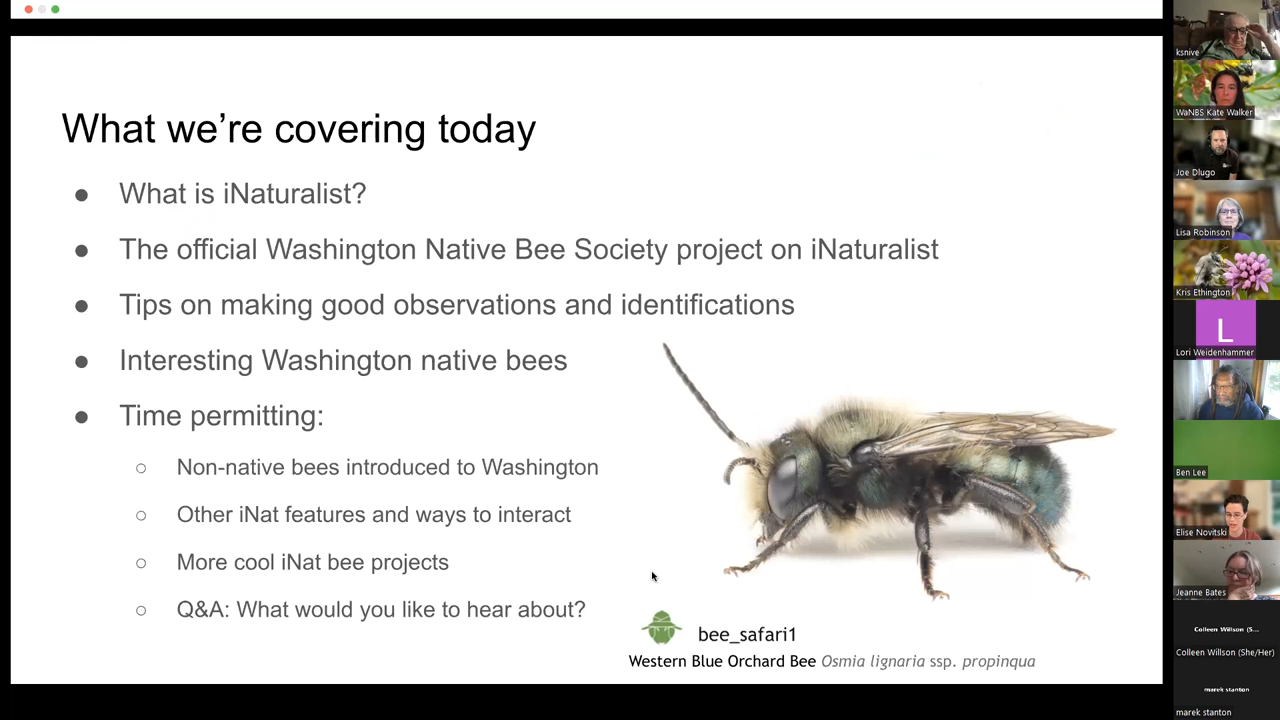 What we’re covering today
● What is iNaturalist?
● The official Washington Native Bee Society project on iNaturalist
● Tips on making good observations and identifications
● Interesting Washington native bees
● Time permitting:
○ Non-native bees introduced to Washington
○ Other iNat features and ways to interact
○ More cool iNat bee projects
○ Q&A: What would you like to hear about?
bee_safari1
Western Blue Orchard Bee Osmia lignaria ssp. propinqua
ksnive
WaNBS Kate Walker
Joe Dlugo
Lisa Robinson
Kris Ethington
L
Lori Weidenhammer
Ben Lee
Elise Novitski
Jeanne Bates
Colleen Willson (S...
Colleen Willson (She/Her)
marek stanton
marek stanton